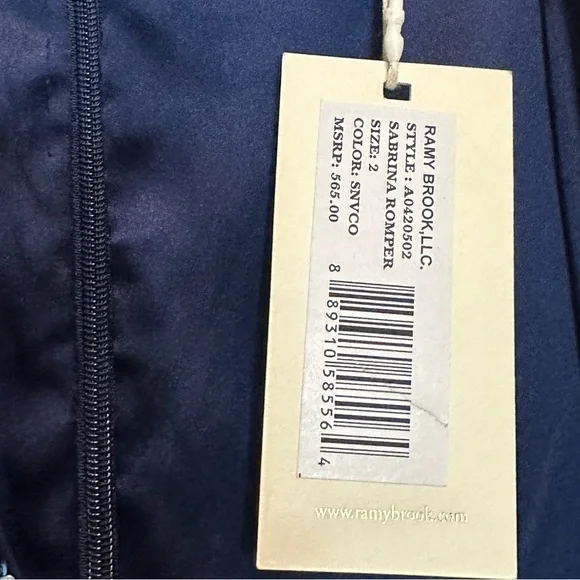 RAMY BROOK,LLC.
STYLE : A0420502
SABRINA ROMPER
SIZE: 2
COLOR: SNVCO
MSRP: 565.00
8 89310 58556 4
www.ramybrook.com